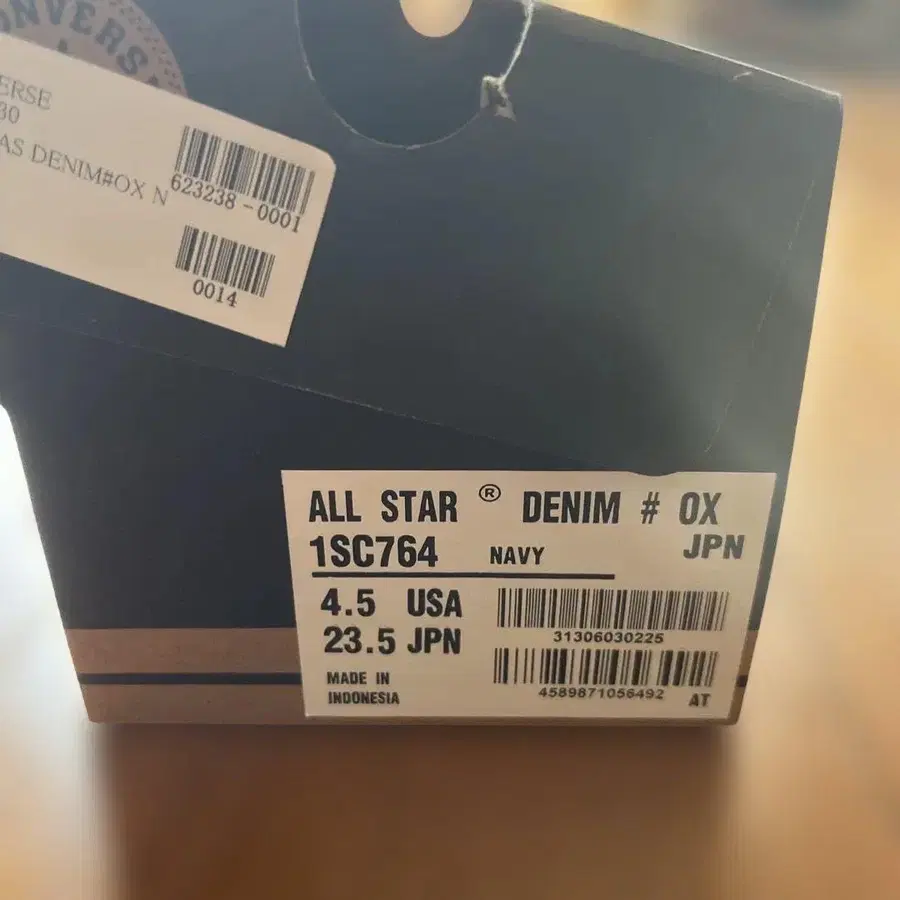 CONVERS
ERSE
30
AS DENIM#OX N
623238-0001
0014
ALL STAR ® DENIM # OX
1SC764 NAVY JPN
4.5 USA
23.5 JPN
31306030225
MADE IN
INDONESIA
4589871056492
AT